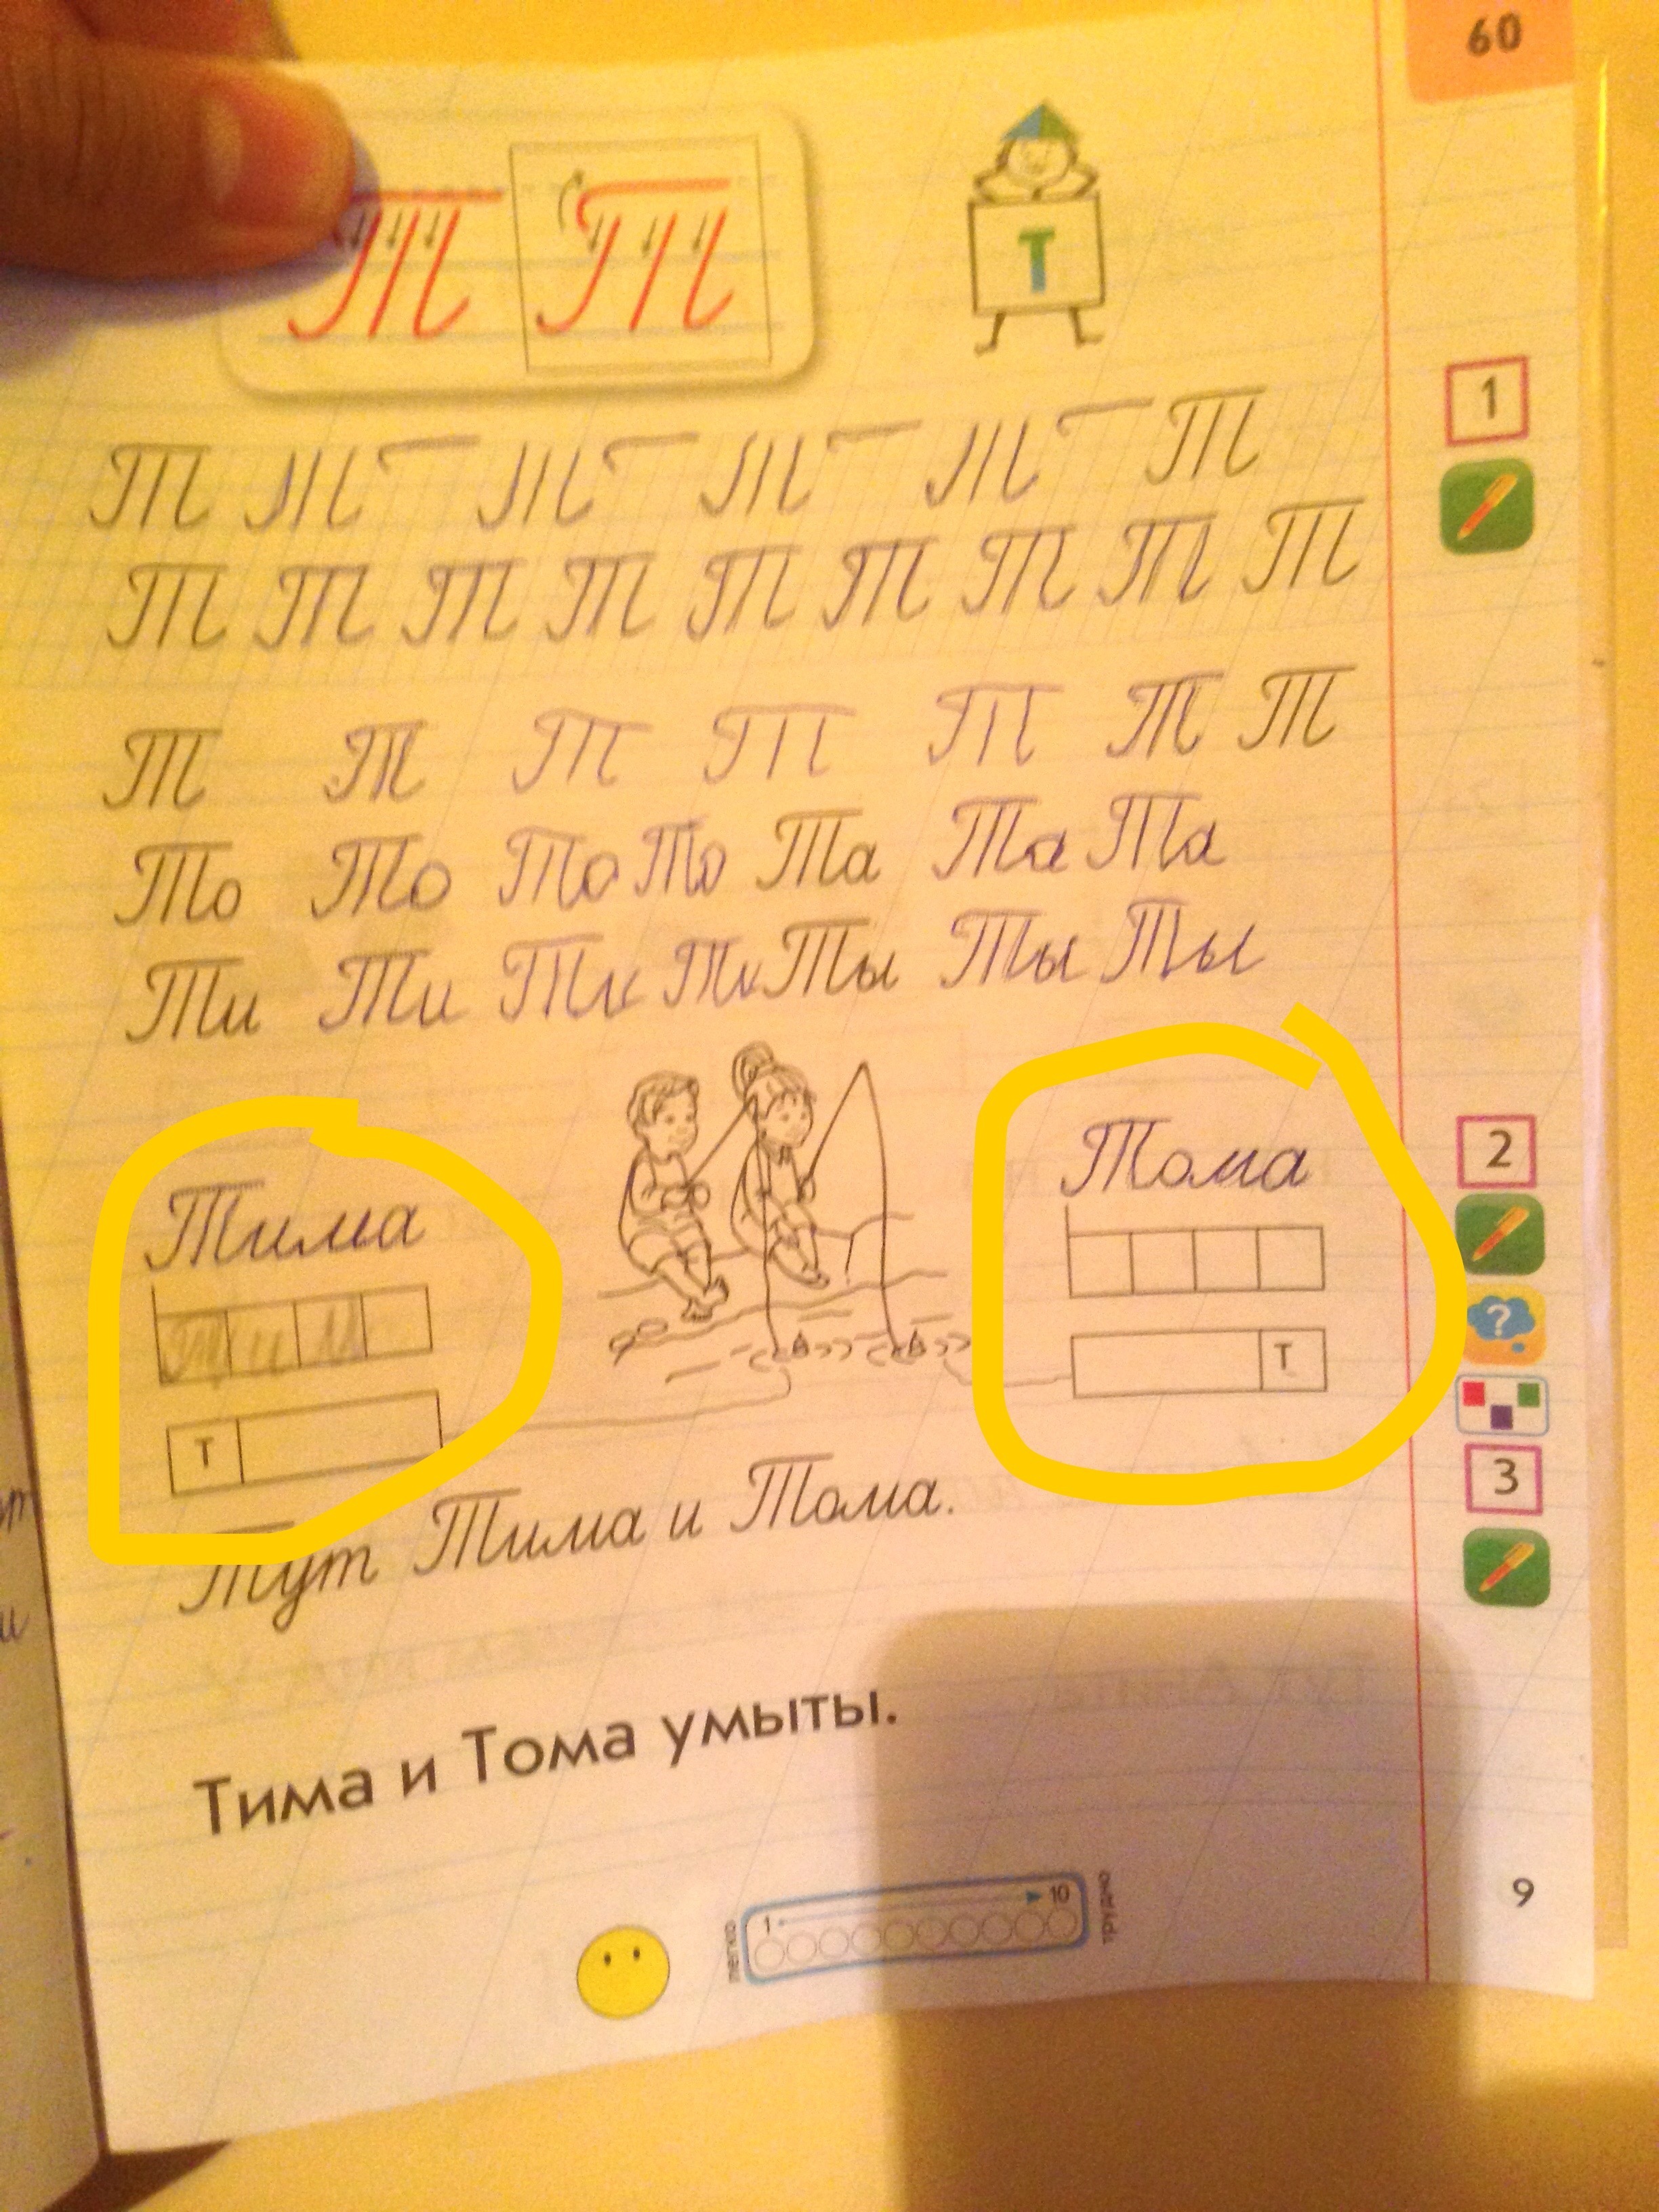 60
Т Т
Т
1
Т Т Т Т Т Т
Т Т Т Т Т Т Т Т Т
Т Т Т Т Т Т Т
То То То То Та Та Та
Ти Ти Ти Ти Ты Ты Ты
Тима Тома
2
Тим
?
Т Т
3
Тут Тима и Тома.
Тима и Тома умыты.
9
легко 1 10 трудно